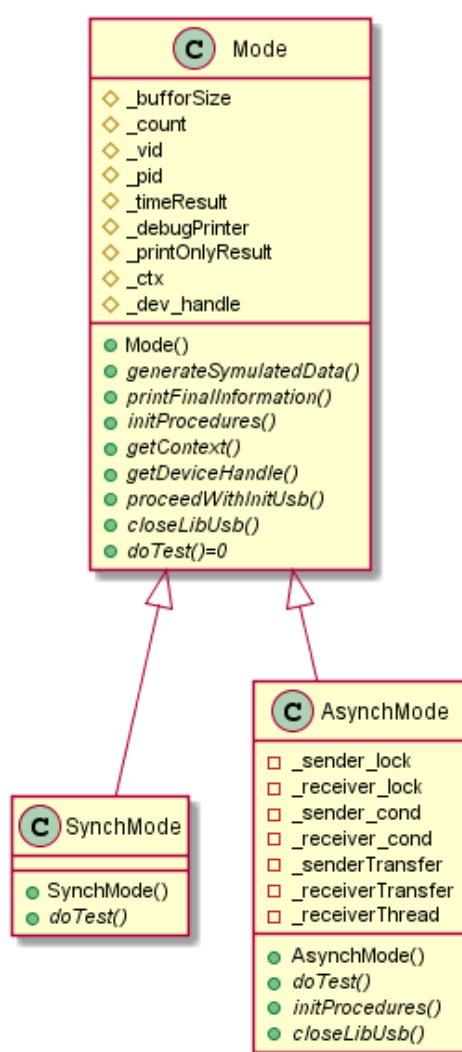 C Mode
_bufforSize
_count
_vid
_pid
_timeResult
_debugPrinter
_printOnlyResult
_ctx
_dev_handle
Mode()
generateSymulatedData()
printFinalInformation()
initProcedures()
getContext()
getDeviceHandle()
proceedWithInitUsb()
closeLibUsb()
doTest()=0
C AsynchMode
_sender_lock
_receiver_lock
_sender_cond
_receiver_cond
_senderTransfer
_receiverTransfer
_receiverThread
AsynchMode()
doTest()
initProcedures()
closeLibUsb()
C SynchMode
SynchMode()
doTest()